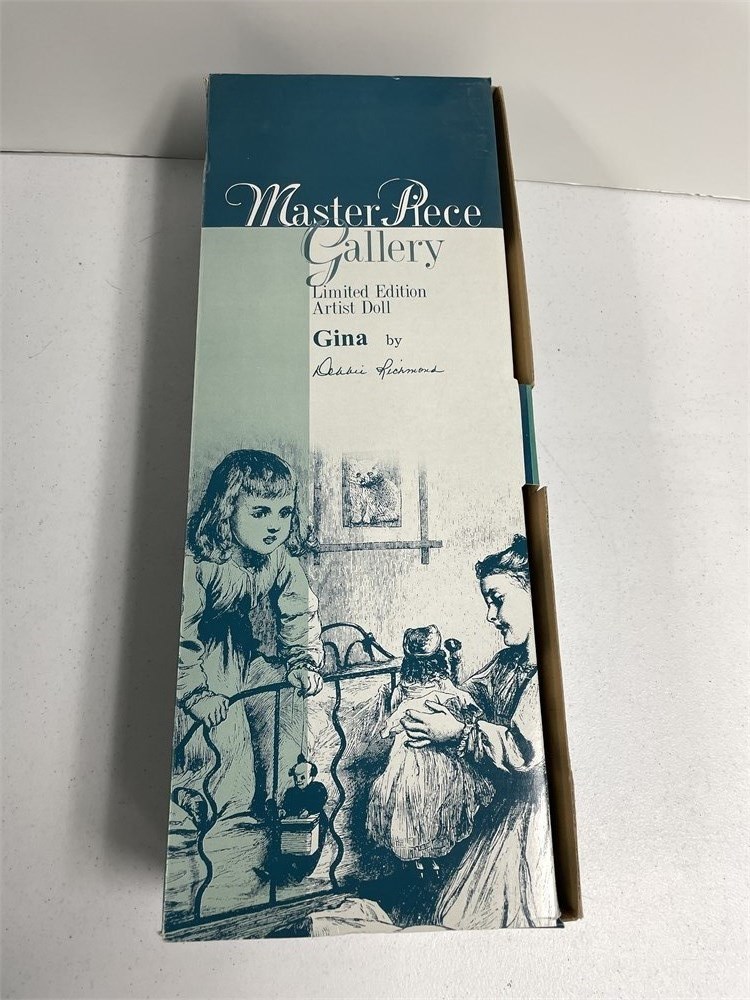 Master Piece
Gallery
Limited Edition
Artist Doll
Gina by
Debbie Richmond